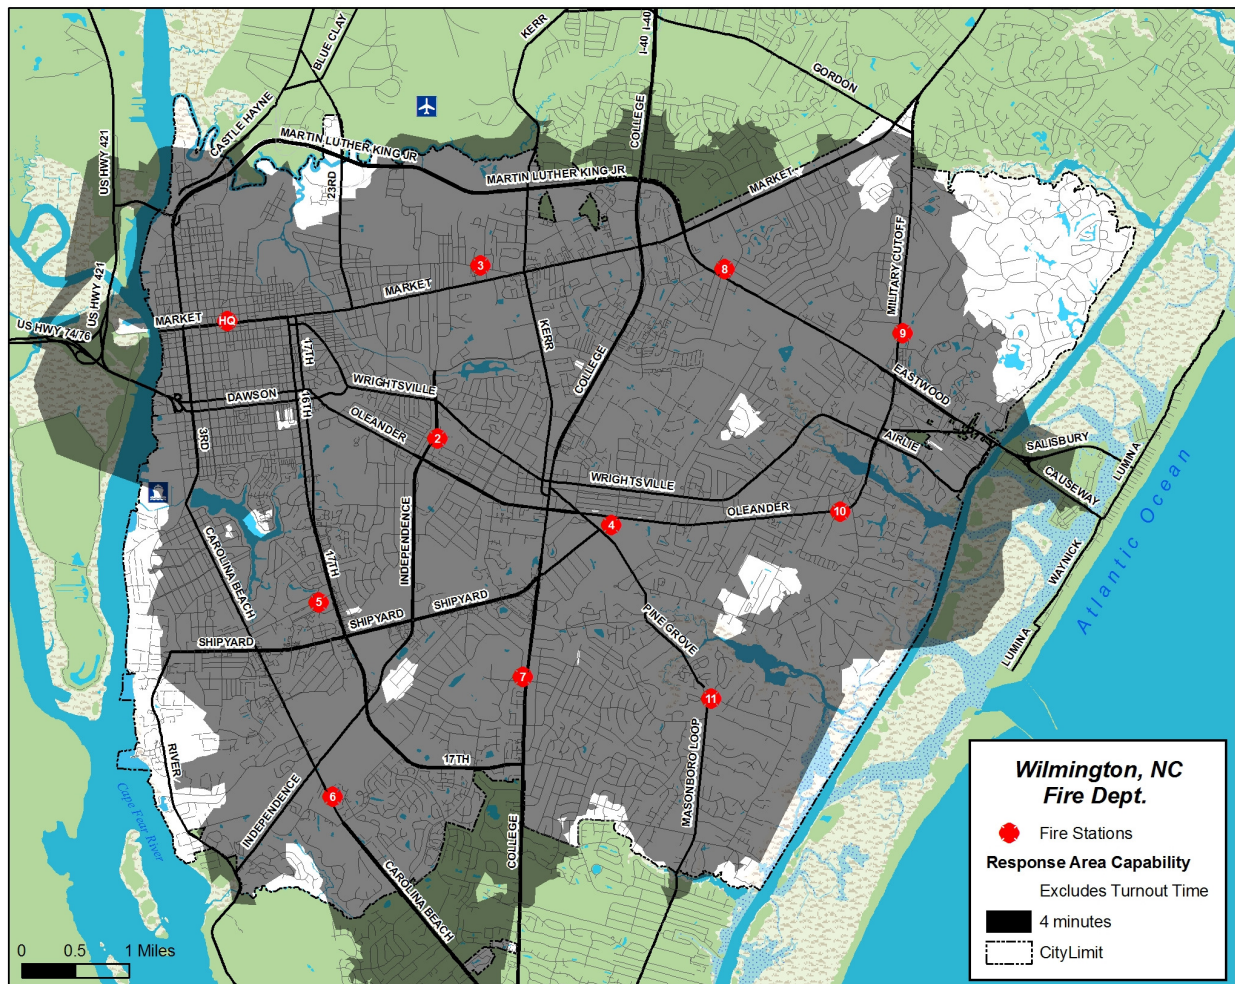 KERR
I-40 I-40
BLUE CLAY
GORDON
US HWY 421
CASTLE HAYNE
COLLEGE
MARTIN LUTHER KING JR
MARTIN LUTHER KING JR
23RD
MARKET
MILITARY CUTOFF
3
8
MARKET
US HWY 421
MARKET
HQ
US HWY 74/76
KERR
9
17TH
COLLEGE
EASTWOOD
WRIGHTSVILLE
DAWSON
16TH
OLEANDER
3RD
2
AIRLIE
SALISBURY
LUMINA
WRIGHTSVILLE
CAUSEWAY
Atlantic Ocean
OLEANDER
10
4
INDEPENDENCE
CAROLINA BEACH
17TH
WAYNICK
5
SHIPYARD
SHIPYARD
SHIPYARD
PINE GROVE
LUMINA
7
11
RIVER
17TH
MASONBORO LOOP
Cape Fear River
INDEPENDENCE
6
COLLEGE
CAROLINA BEACH
Wilmington, NC
Fire Dept.
Fire Stations
Response Area Capability
Excludes Turnout Time
4 minutes
CityLimit
0 0.5 1 Miles